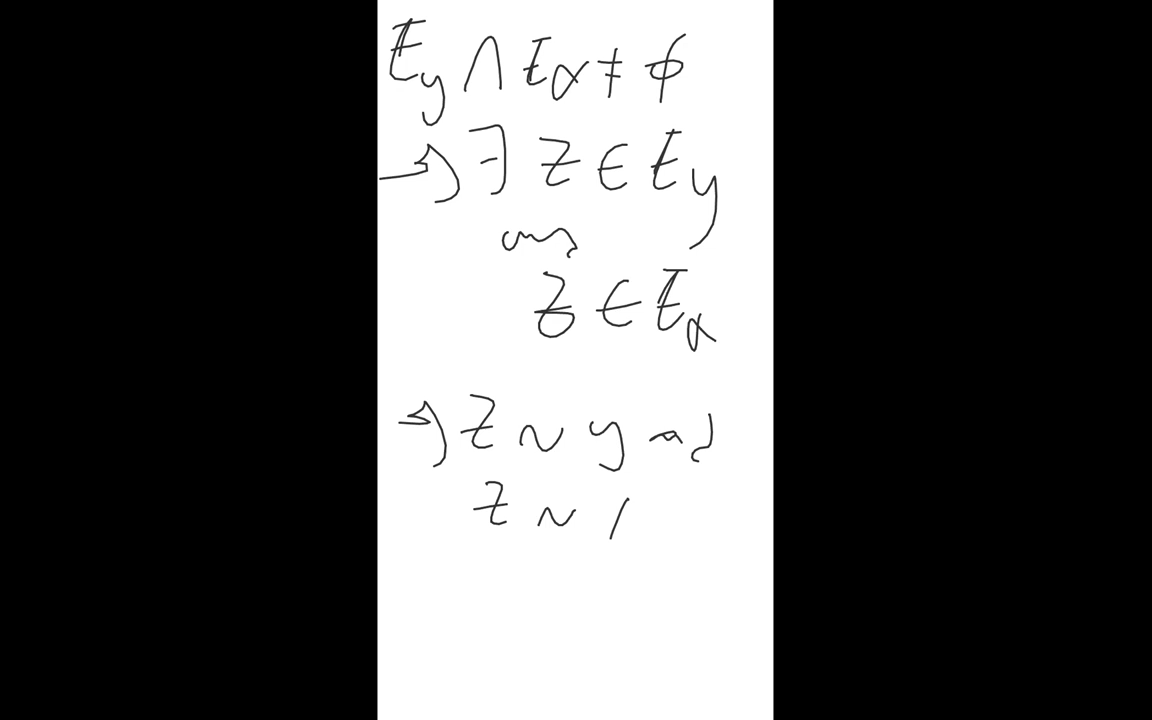 E_y ∩ E_x ≠ ϕ
⇒ ∃ z ∈ E_y
and
z ∈ E_x
⇒ z ~ y and
z ~ /